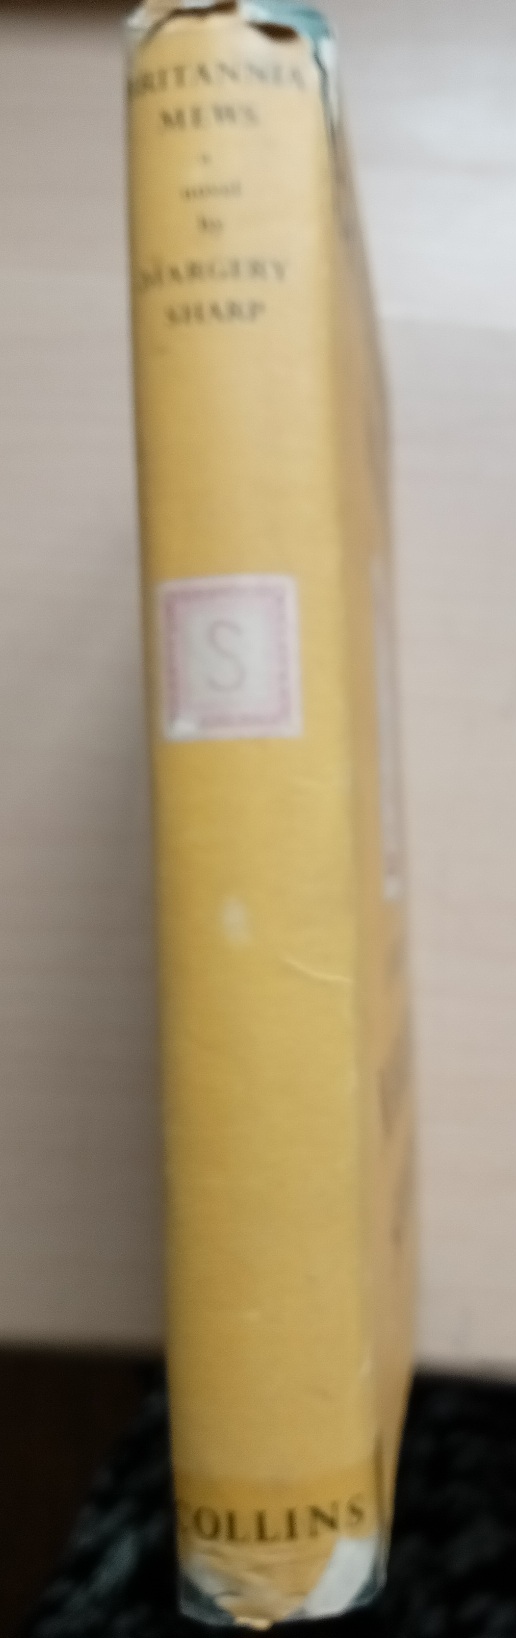 BRITANNIA
MEWS
a
novel
by
MARGERY
SHARP
S
COLLINS